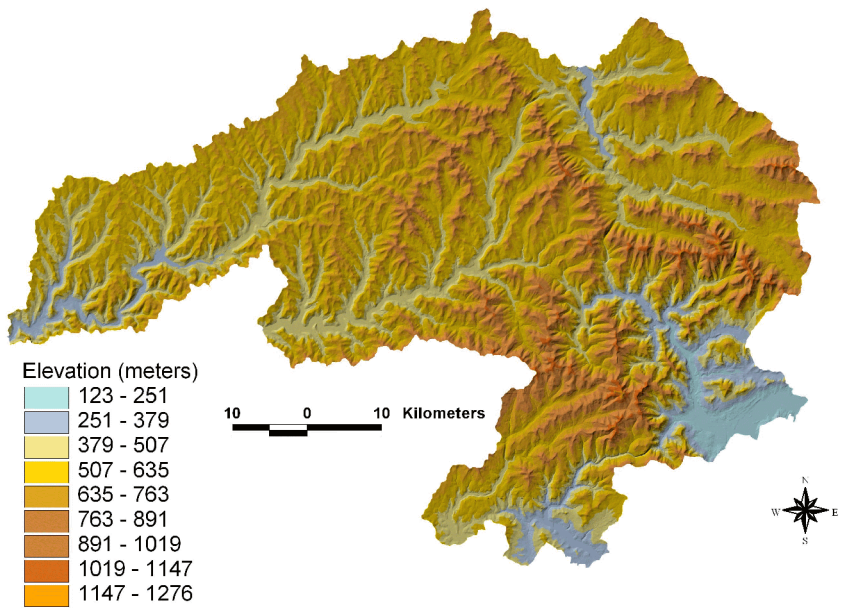 Elevation (meters)
123 - 251
251 - 379
379 - 507
507 - 635
635 - 763
763 - 891
891 - 1019
1019 - 1147
1147 - 1276
10 0 10 Kilometers
N
W E
S